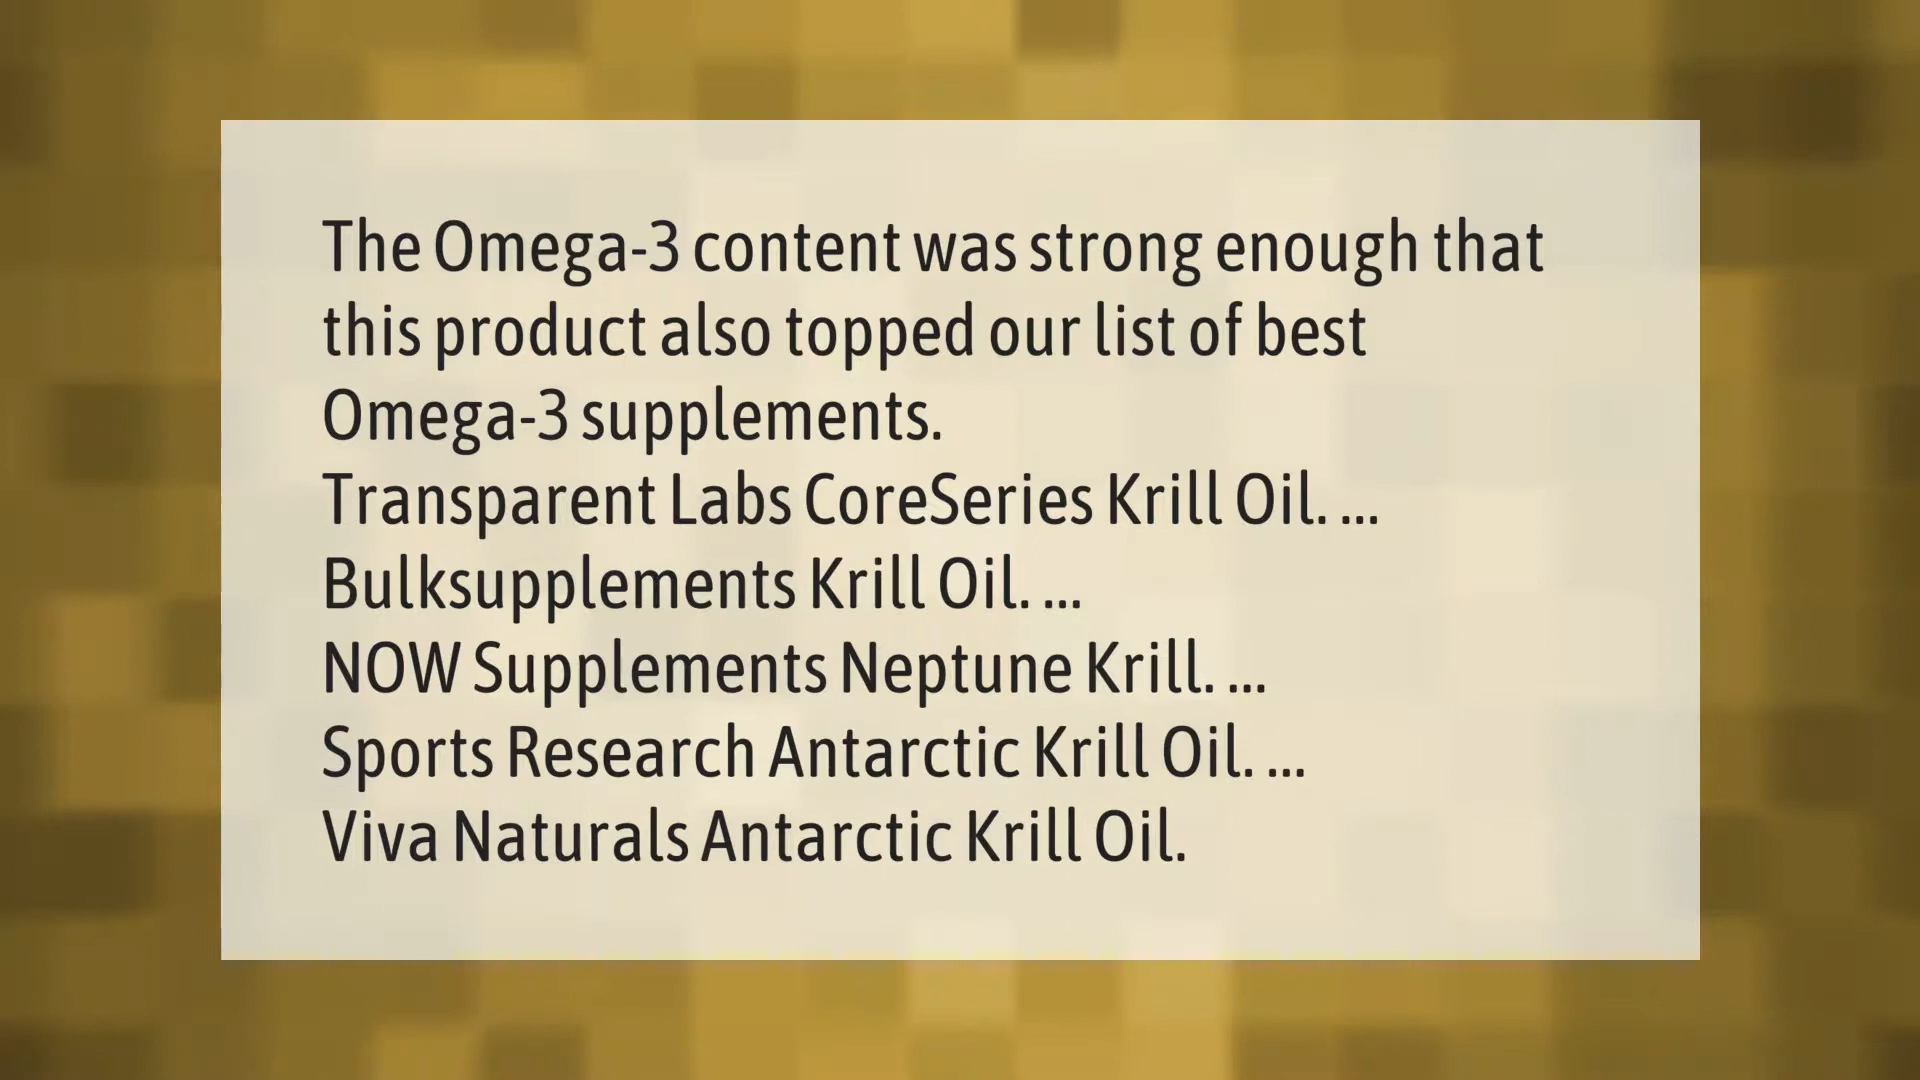 The Omega-3 content was strong enough that
this product also topped our list of best
Omega-3 supplements.
Transparent Labs CoreSeries Krill Oil. ...
Bulksupplements Krill Oil. ...
NOW Supplements Neptune Krill. ...
Sports Research Antarctic Krill Oil. ...
Viva Naturals Antarctic Krill Oil.